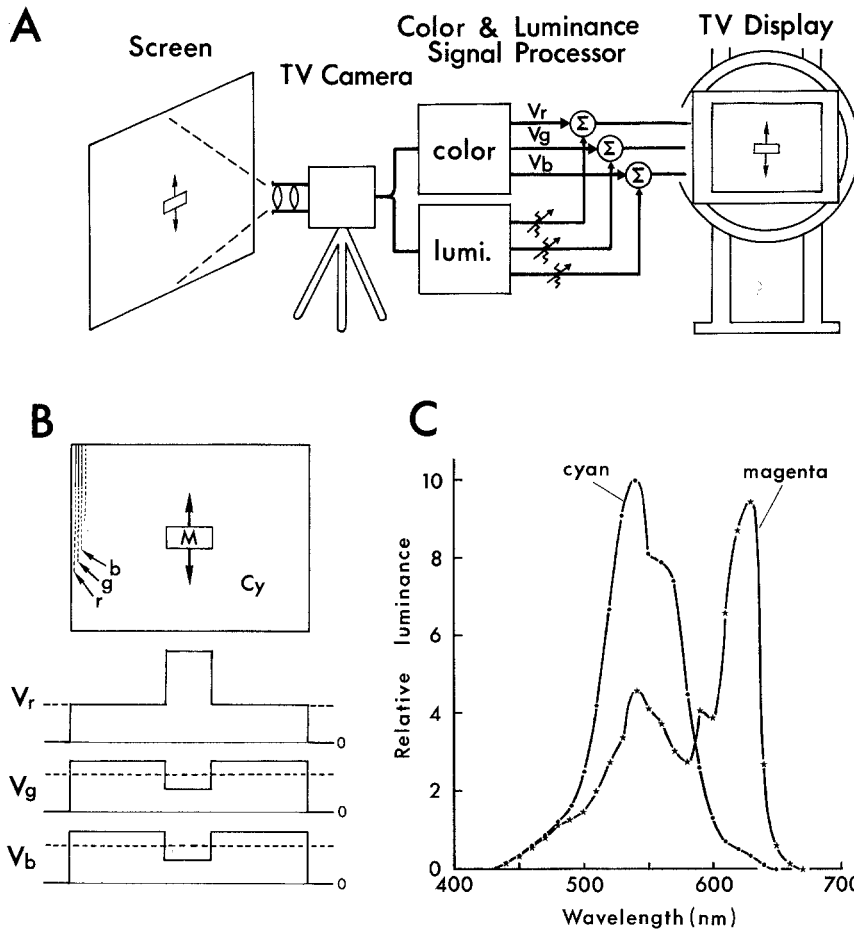 A
Screen
TV Camera
Color & Luminance
Signal Processor
TV Display
color
Vr
Vg
Vb
Σ
Σ
Σ
lumi.
B
M
Cy
b
g
r
Vr
0
Vg
0
Vb
0
C
cyan
magenta
Relative luminance
10
8
6
4
2
0
400
500
600
700
Wavelength (nm)